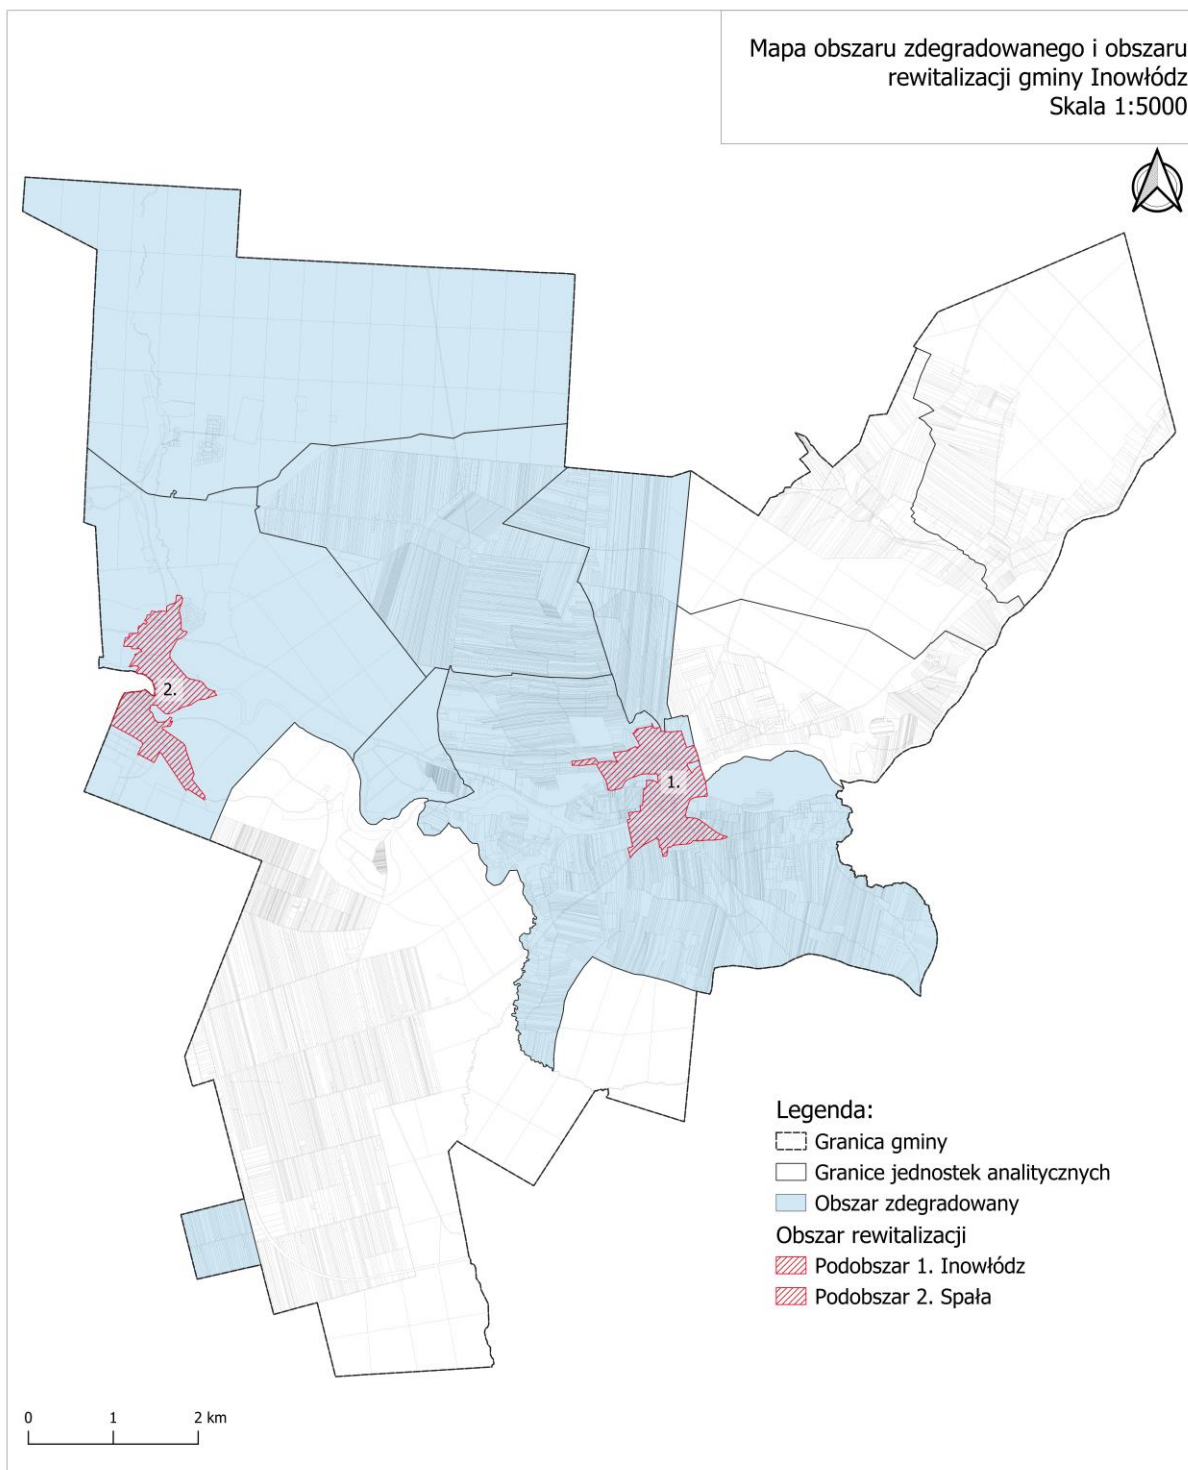 Mapa obszaru zdegradowanego i obszaru
rewitalizacji gminy Inowłódz
Skala 1:5000
2.
1.
Legenda:
Granica gminy
Granice jednostek analitycznych
Obszar zdegradowany
Obszar rewitalizacji
Podobszar 1. Inowłódz
Podobszar 2. Spała
0 1 2 km